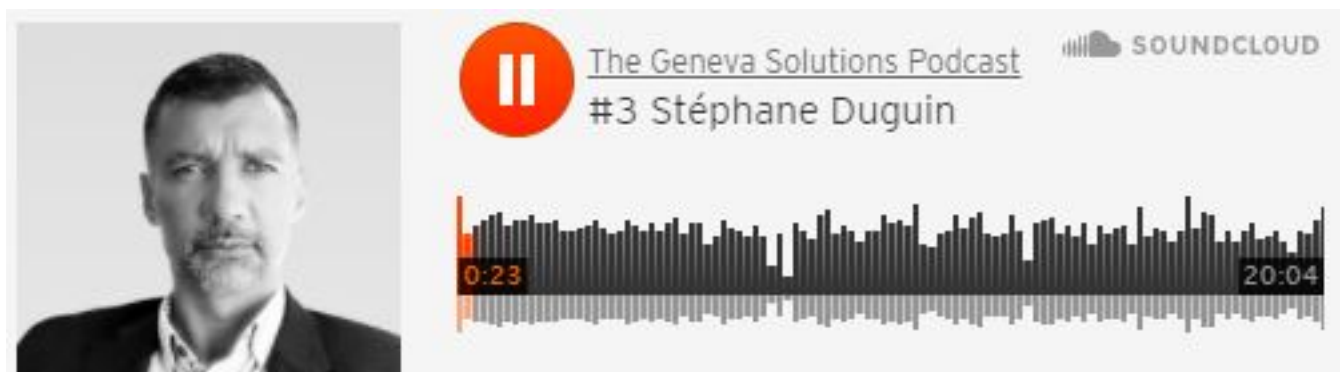 The Geneva Solutions Podcast
SOUNDCLOUD
#3 Stéphane Duguin
0:23
20:04